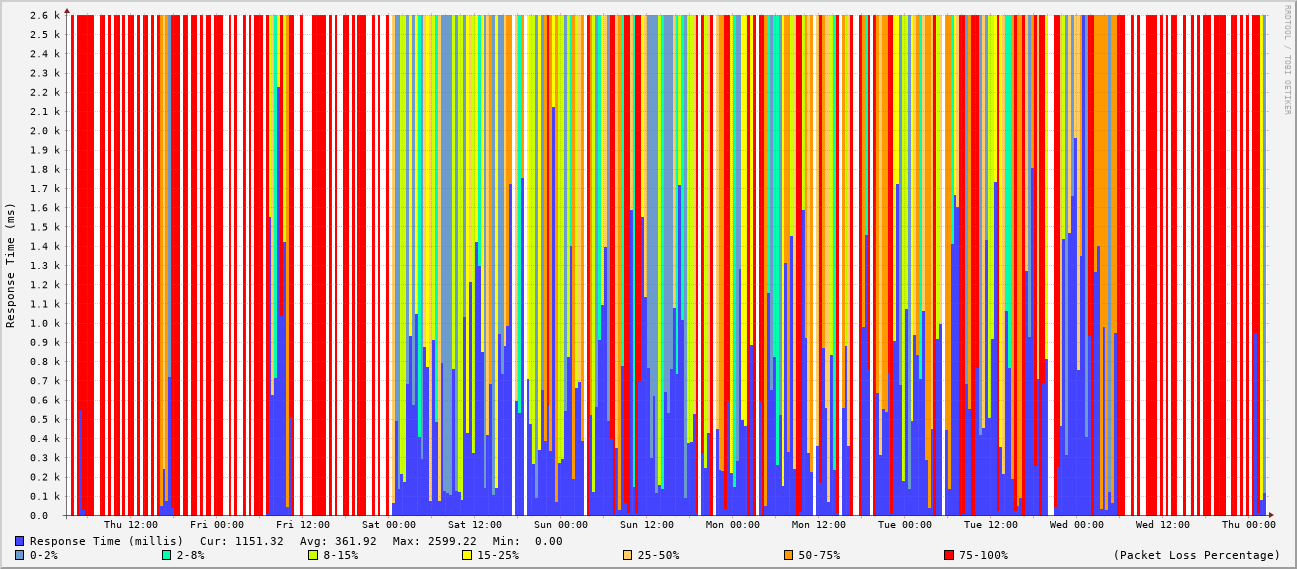 2.6 k
2.5 k
2.4 k
2.3 k
2.2 k
2.1 k
2.0 k
1.9 k
1.8 k
1.7 k
1.6 k
1.5 k
1.4 k
1.3 k
1.2 k
1.1 k
1.0 k
0.9 k
0.8 k
0.7 k
0.6 k
0.5 k
0.4 k
0.3 k
0.2 k
0.1 k
0.0
Response Time (ms)
RRDTOOL / TOBI OETIKER
Thu 12:00 Fri 00:00 Fri 12:00 Sat 00:00 Sat 12:00 Sun 00:00 Sun 12:00 Mon 00:00 Mon 12:00 Tue 00:00 Tue 12:00 Wed 00:00 Wed 12:00 Thu 00:00
Response Time (millis) Cur: 1151.32 Avg: 361.92 Max: 2599.22 Min: 0.00
0-2% 2-8% 8-15% 15-25% 25-50% 50-75% 75-100% (Packet Loss Percentage)